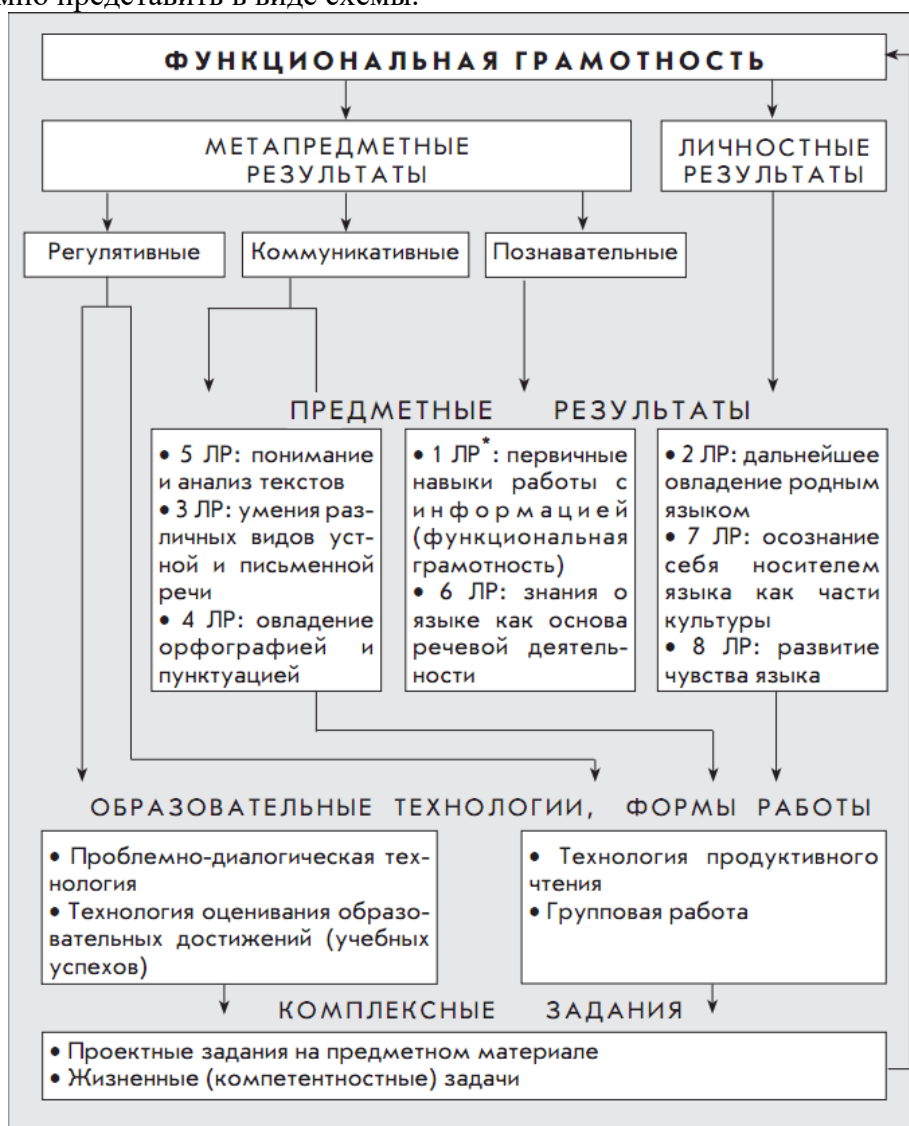 мно представить в виде схемы.
ФУНКЦИОНАЛЬНАЯ ГРАМОТНОСТЬ
МЕТАПРЕДМЕТНЫЕ
РЕЗУЛЬТАТЫ
ЛИЧНОСТНЫЕ
РЕЗУЛЬТАТЫ
Регулятивные
Коммуникативные
Познавательные
ПРЕДМЕТНЫЕ РЕЗУЛЬТАТЫ
• 5 ЛР: понимание
и анализ текстов
• 3 ЛР: умения раз-
личных видов уст-
ной и письменной
речи
• 4 ЛР: овладение
орфографией и
пунктуацией
• 1 ЛР*: первичные
навыки работы с
информацией
(функциональная
грамотность)
• 6 ЛР: знания о
языке как основа
речевой деятель-
ности
• 2 ЛР: дальнейшее
овладение родным
языком
• 7 ЛР: осознание
себя носителем
языка как части
культуры
• 8 ЛР: развитие
чувства языка
ОБРАЗОВАТЕЛЬНЫЕ ТЕХНОЛОГИИ, ФОРМЫ РАБОТЫ
• Проблемно-диалогическая тех-
нология
• Технология оценивания образо-
вательных достижений (учебных
успехов)
• Технология продуктивного
чтения
• Групповая работа
КОМПЛЕКСНЫЕ ЗАДАНИЯ
• Проектные задания на предметном материале
• Жизненные (компетентностные) задачи